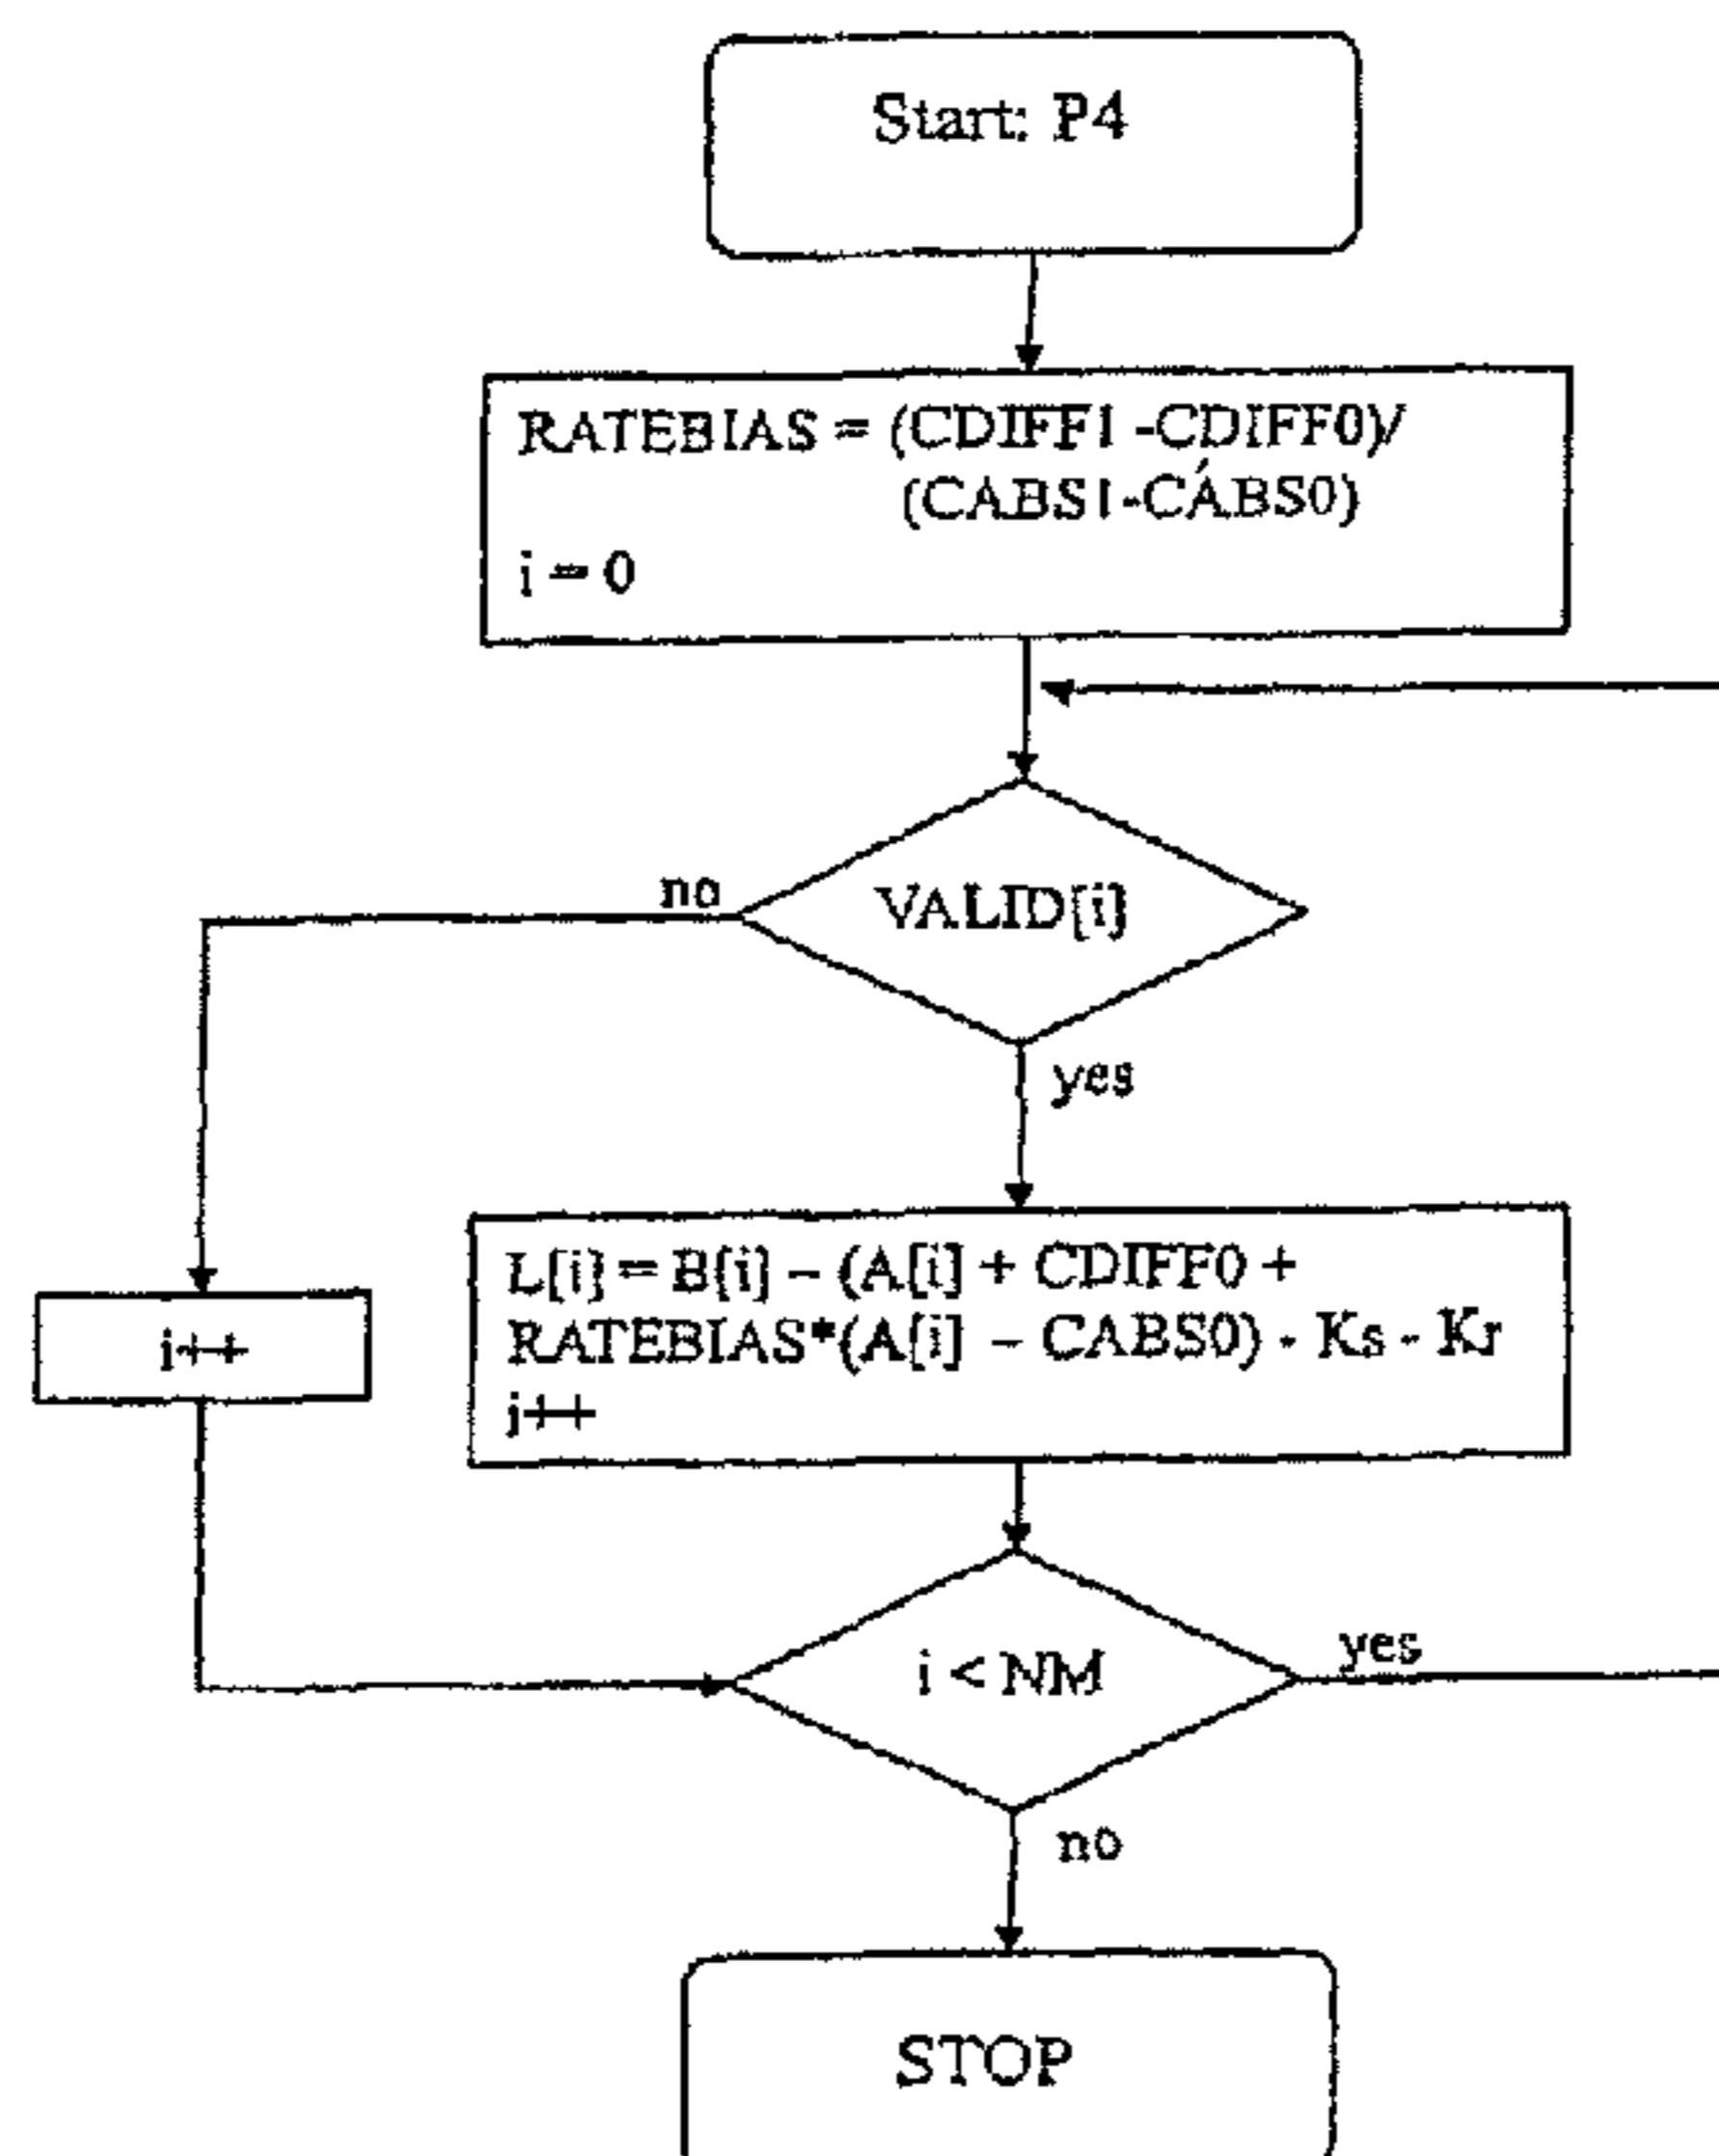 Start: P4
RATEBIAS = (CDIFF1 -CDIFF0)/
(CABS1-CABS0)
i = 0
VALID[i]
no
yes
L[i] = B[i] – (A[i] + CDIFF0 +
RATEBIAS*(A[i] – CABS0) - Ks - Kr
j++
i++
i < NM
yes
no
STOP